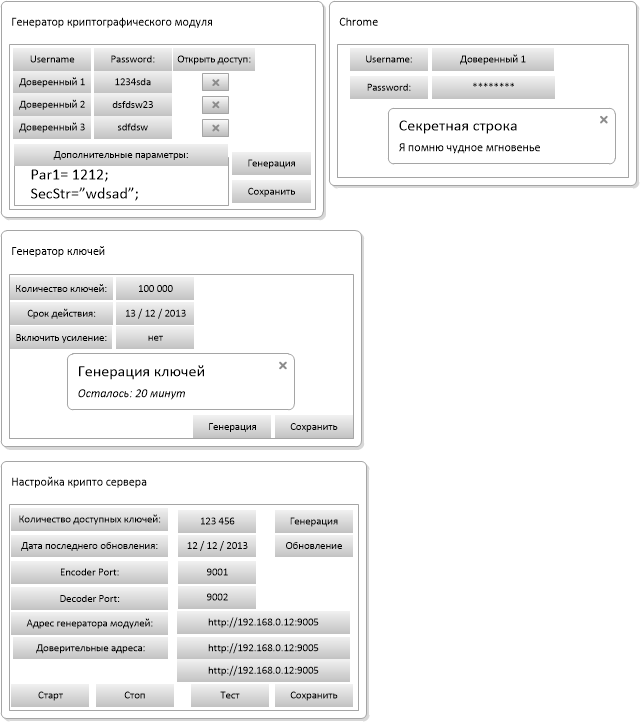 Генератор криптографического модуля
Username Password: Открыть доступ:
Доверенный 1 1234sda
Доверенный 2 dsfdsw23
Доверенный 3 sdfdsw
Дополнительные параметры:
Par1= 1212;
SecStr=”wdsad”;
Генерация
Сохранить
Chrome
Username: Доверенный 1
Password: ********
Секретная строка
Я помню чудное мгновенье
Генератор ключей
Количество ключей: 100 000
Срок действия: 13 / 12 / 2013
Включить усиление: нет
Генерация ключей
Осталось: 20 минут
Генерация Сохранить
Настройка крипто сервера
Количество доступных ключей: 123 456 Генерация
Дата последнего обновления: 12 / 12 / 2013 Обновление
Encoder Port: 9001
Decoder Port: 9002
Адрес генератора модулей: http://192.168.0.12:9005
Доверительные адреса: http://192.168.0.12:9005
http://192.168.0.12:9005
Старт Стоп Тест Сохранить